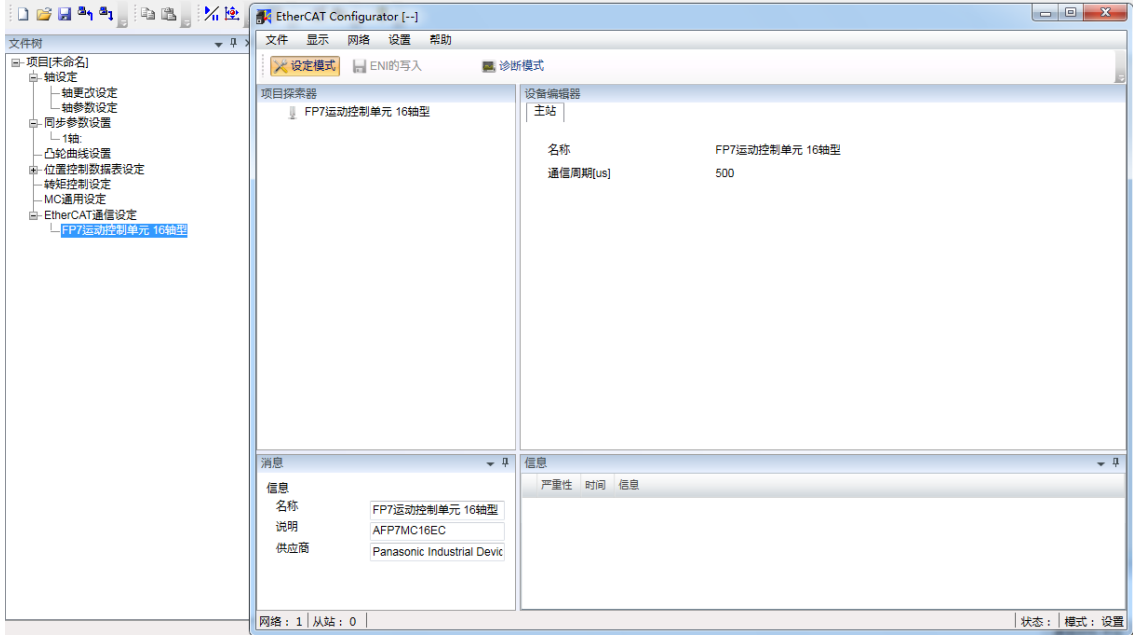 EtherCAT Configurator [--]
文件 显示 网络 设置 帮助
设定模式 ENI的写入 诊断模式
文件树
项目[未命名]
轴设定
轴更改设定
轴参数设定
同步参数设置
1轴:
凸轮曲线设置
位置控制数据表设定
转矩控制设定
MC通用设定
EtherCAT通信设定
FP7运动控制单元 16轴型
项目探索器
FP7运动控制单元 16轴型
设备编辑器
主站
名称 FP7运动控制单元 16轴型
通信周期[us] 500
消息
信息
名称 FP7运动控制单元 16轴型
说明 AFP7MC16EC
供应商 Panasonic Industrial Devic
信息
严重性 时间 信息
网络: 1 从站: 0
状态: 模式: 设置